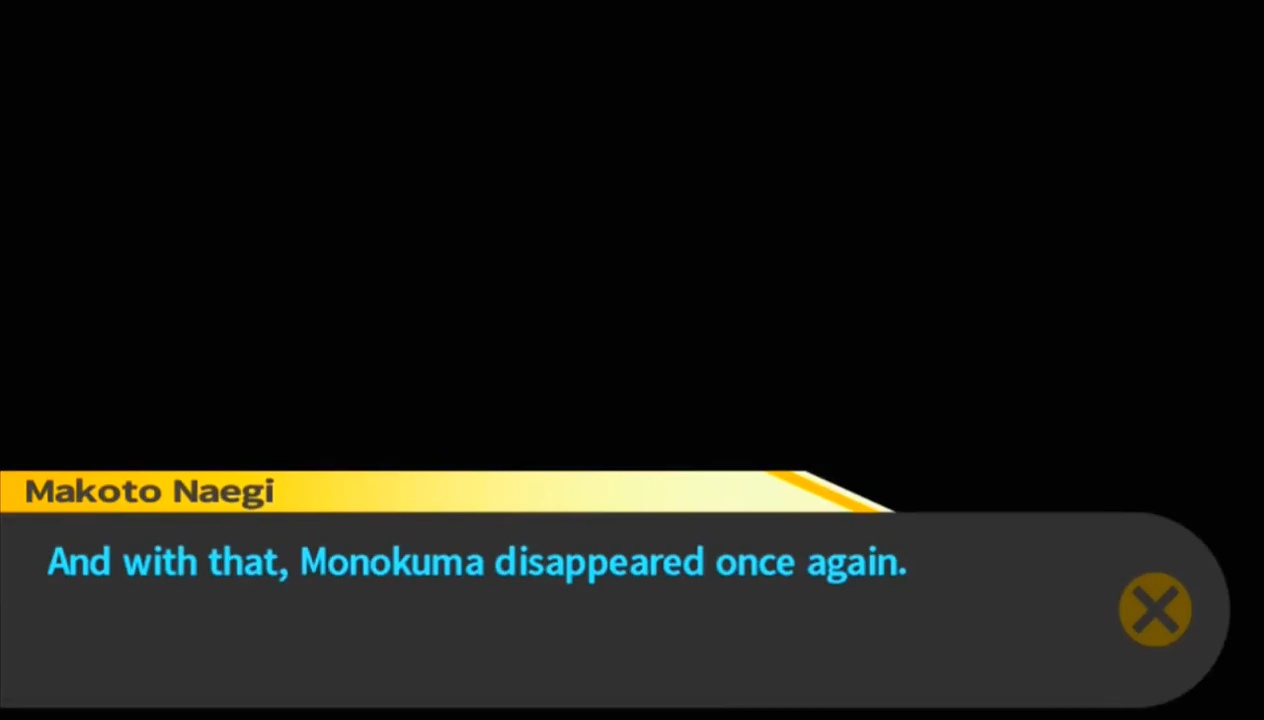 Makoto Naegi
And with that, Monokuma disappeared once again.